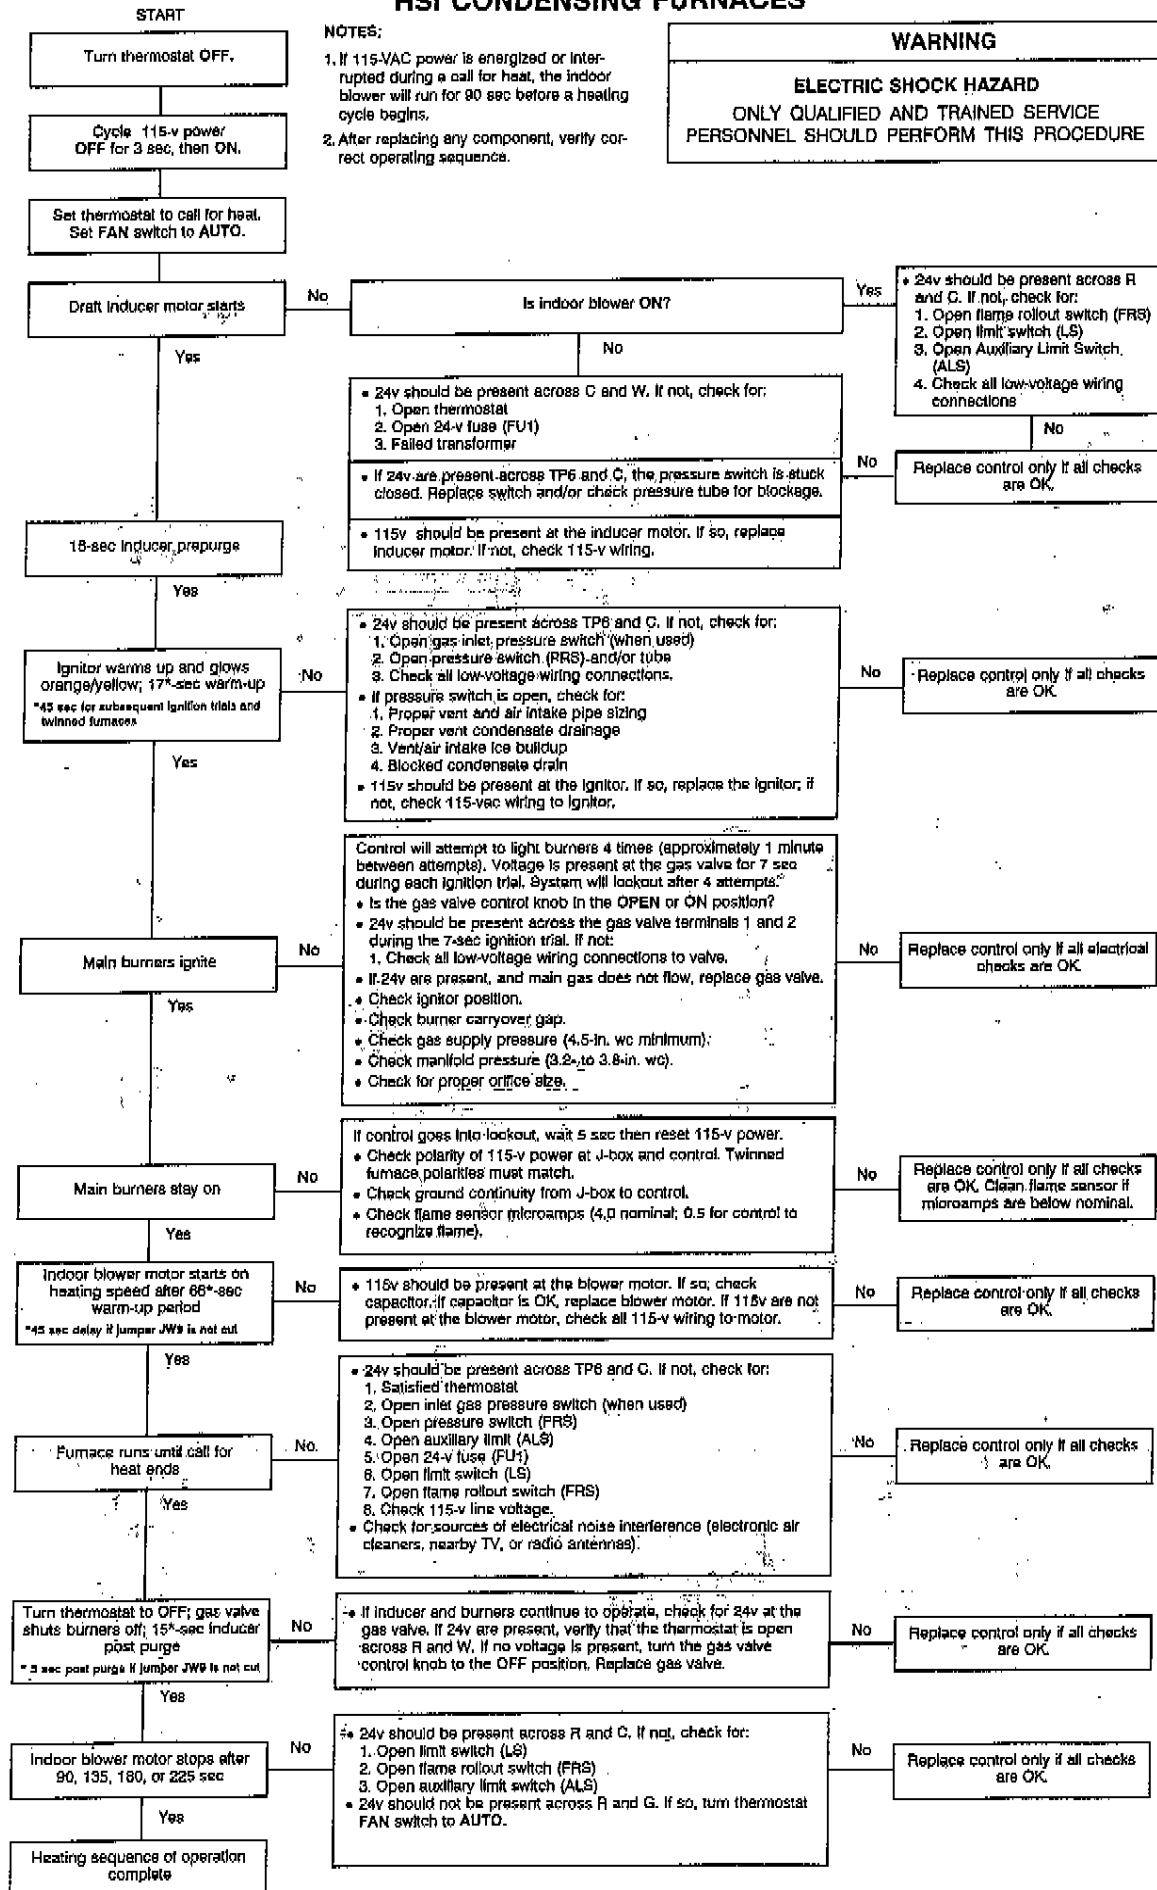 HSI CONDENSING FURNACES
START
Turn thermostat OFF.
NOTES:
1. If 115-VAC power is energized or inter-
rupted during a call for heat, the indoor
blower will run for 90 sec before a heating
cycle begins.
2. After replacing any component, verify cor-
rect operating sequence.
WARNING
ELECTRIC SHOCK HAZARD
ONLY QUALIFIED AND TRAINED SERVICE
PERSONNEL SHOULD PERFORM THIS PROCEDURE
Cycle 115-v power
OFF for 3 sec, then ON.
Set thermostat to call for heat.
Set FAN switch to AUTO.
Draft inducer motor starts
No
Is indoor blower ON?
Yes
• 24v should be present across R
and C. If not, check for:
1. Open flame rollout switch (FRS)
2. Open limit switch (LS)
3. Open Auxiliary Limit Switch
(ALS)
4. Check all low-voltage wiring
connections
Yes
No
• 24v should be present across C and W. If not, check for:
1. Open thermostat
2. Open 24-v fuse (FU1)
3. Failed transformer
No
• If 24v are present across TP6 and C, the pressure switch is stuck
closed. Replace switch and/or check pressure tube for blockage.
No
Replace control only if all checks
are OK.
• 115v should be present at the inducer motor. If so, replace
inducer motor. If not, check 115-v wiring.
15-sec inducer prepurge
Yes
Ignitor warms up and glows
orange/yellow; 17*-sec warm-up
*45 sec for subsequent ignition trials and
twinned furnaces
No
• 24v should be present across TP6 and C. If not, check for:
1. Open gas inlet pressure switch (when used)
2. Open pressure switch (PRS) and/or tube
3. Check all low-voltage wiring connections.
• If pressure switch is open, check for:
1. Proper vent and air intake pipe sizing
2. Proper vent condensate drainage
3. Vent/air intake ice buildup
4. Blocked condensate drain
• 115v should be present at the ignitor. If so, replace the ignitor; if
not, check 115-vac wiring to ignitor.
No
Replace control only if all checks
are OK.
Yes
Main burners ignite
No
Control will attempt to light burners 4 times (approximately 1 minute
between attempts). Voltage is present at the gas valve for 7 sec
during each ignition trial. System will lockout after 4 attempts.
• Is the gas valve control knob in the OPEN or ON position?
• 24v should be present across the gas valve terminals 1 and 2
during the 7-sec ignition trial. If not:
1. Check all low-voltage wiring connections to valve.
• If 24v are present, and main gas does not flow, replace gas valve.
• Check ignitor position.
• Check burner carryover gap.
• Check gas supply pressure (4.5-in. wc minimum).
• Check manifold pressure (3.2- to 3.8-in. wc).
• Check for proper orifice size.
No
Replace control only if all electrical
checks are OK.
Yes
Main burners stay on
No
If control goes into lockout, wait 5 sec then reset 115-v power.
• Check polarity of 115-v power at J-box and control. Twinned
furnace polarities must match.
• Check ground continuity from J-box to control.
• Check flame sensor microamps (4.0 nominal; 0.5 for control to
recognize flame).
No
Replace control only if all checks
are OK. Clean flame sensor if
microamps are below nominal.
Yes
Indoor blower motor starts on
heating speed after 66*-sec
warm-up period
*45 sec delay if jumper JW9 is not cut
No
• 115v should be present at the blower motor. If so, check
capacitor. If capacitor is OK, replace blower motor. If 115v are not
present at the blower motor, check all 115-v wiring to motor.
No
Replace control only if all checks
are OK.
Yes
Furnace runs until call for
heat ends
No
• 24v should be present across TP6 and C. If not, check for:
1. Satisfied thermostat
2. Open inlet gas pressure switch (when used)
3. Open pressure switch (PRS)
4. Open auxiliary limit (ALS)
5. Open 24-v fuse (FU1)
6. Open limit switch (LS)
7. Open flame rollout switch (FRS)
8. Check 115-v line voltage.
• Check for sources of electrical noise interference (electronic air
cleaners, nearby TV, or radio antennas).
No
Replace control only if all checks
are OK.
Yes
Turn thermostat to OFF; gas valve
shuts burners off; 15*-sec inducer
post purge
* 5 sec post purge if jumper JW9 is not cut
No
• If inducer and burners continue to operate, check for 24v at the
gas valve. If 24v are present, verify that the thermostat is open
across R and W. If no voltage is present, turn the gas valve
control knob to the OFF position. Replace gas valve.
No
Replace control only if all checks
are OK.
Yes
Indoor blower motor stops after
90, 135, 180, or 225 sec
No
• 24v should be present across R and C. If not, check for:
1. Open limit switch (LS)
2. Open flame rollout switch (FRS)
3. Open auxiliary limit switch (ALS)
• 24v should not be present across R and G. If so, turn thermostat
FAN switch to AUTO.
No
Replace control only if all checks
are OK.
Yes
Heating sequence of operation
complete